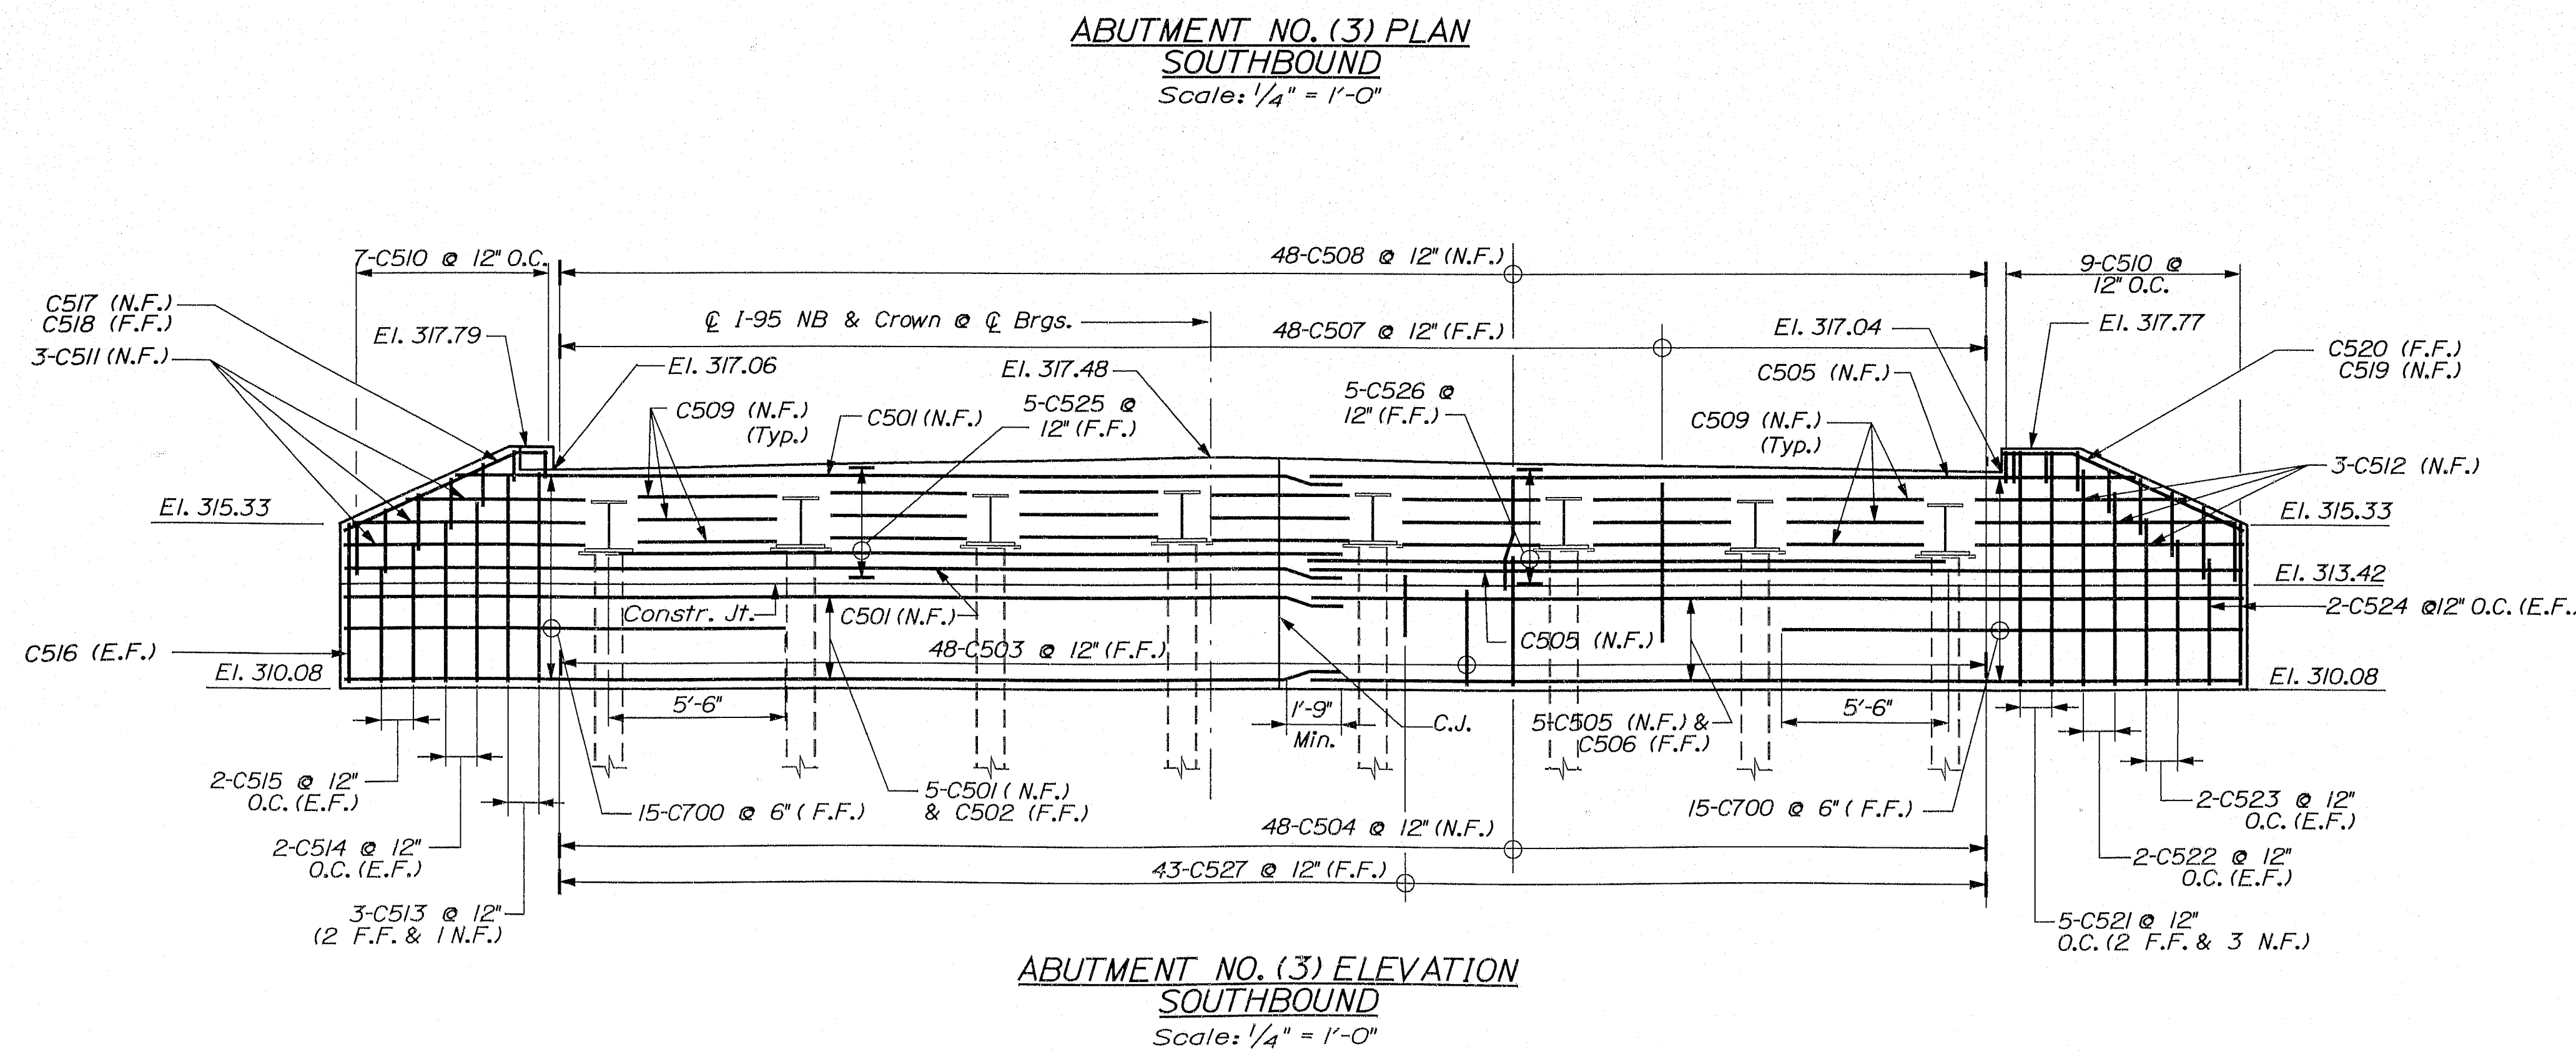 ABUTMENT NO. (3) PLAN
SOUTHBOUND
Scale: 1/4" = 1'-0"
7-C510 @ 12" O.C.
48-C508 @ 12" (N.F.)
9-C510 @
12" O.C.
C517 (N.F.)
C518 (F.F.)
El. 317.79
℄ I-95 NB & Crown @ ℄ Brgs.
48-C507 @ 12" (F.F.)
El. 317.04
El. 317.77
3-C511 (N.F.)
El. 317.06
El. 317.48
C505 (N.F.)
C520 (F.F.)
C519 (N.F.)
C509 (N.F.)
(Typ.)
C501 (N.F.)
5-C525 @
12" (F.F.)
5-C526 @
12" (F.F.)
C509 (N.F.)
(Typ.)
3-C512 (N.F.)
El. 315.33
El. 315.33
El. 313.42
Constr. Jt.
C501 (N.F.)
2-C524 @ 12" O.C. (E.F.)
C516 (E.F.)
48-C503 @ 12" (F.F.)
C505 (N.F.)
El. 310.08
El. 310.08
5'-6"
1'-9"
Min.
C.J.
5-C505 (N.F.) &
C506 (F.F.)
5'-6"
2-C515 @ 12"
O.C. (E.F.)
15-C700 @ 6" (F.F.)
5-C501 (N.F.)
& C502 (F.F.)
15-C700 @ 6" (F.F.)
2-C523 @ 12"
O.C. (E.F.)
2-C514 @ 12"
O.C. (E.F.)
48-C504 @ 12" (N.F.)
2-C522 @ 12"
O.C. (E.F.)
43-C527 @ 12" (F.F.)
3-C513 @ 12"
(2 F.F. & 1 N.F.)
5-C521 @ 12"
O.C. (2 F.F. & 3 N.F.)
ABUTMENT NO. (3) ELEVATION
SOUTHBOUND
Scale: 1/4" = 1'-0"